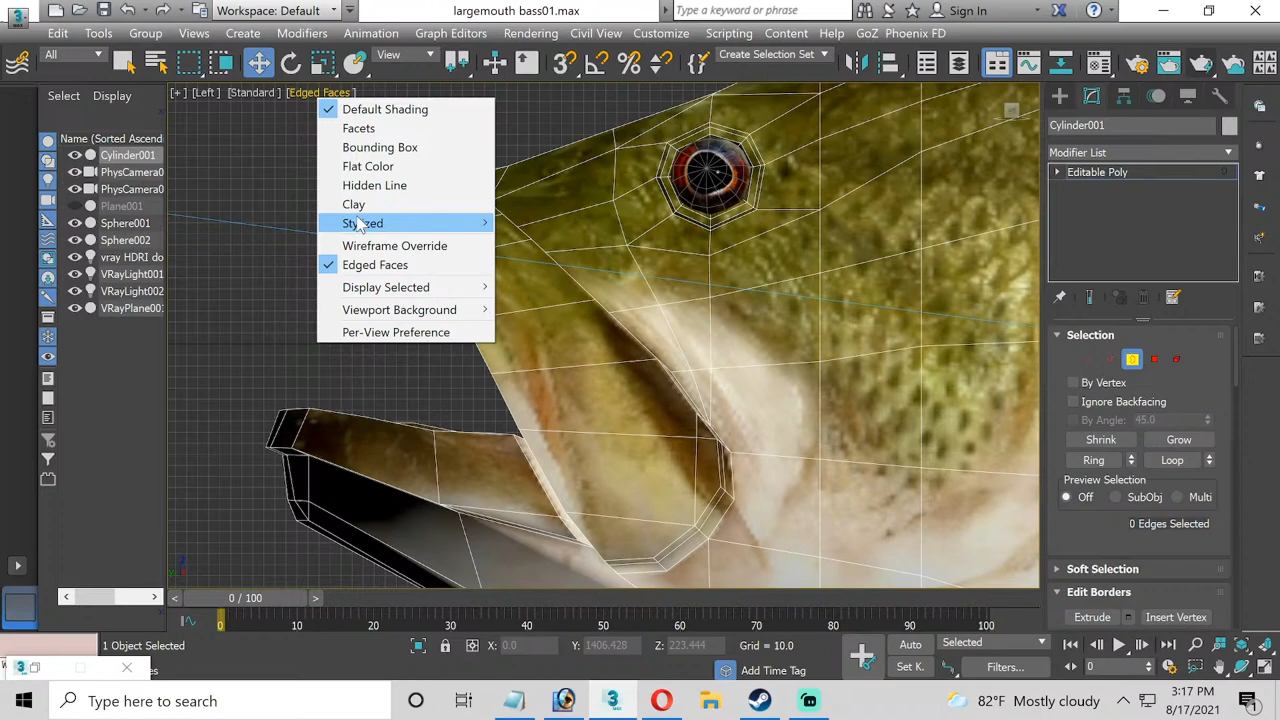 Workspace: Default
largemouth bass01.max
Type a keyword or phrase
Sign In
Edit
Tools
Group
Views
Create
Modifiers
Animation
Graph Editors
Rendering
Civil View
Customize
Scripting
Content
Help
GoZ
Phoenix FD
All
View
Create Selection Set
Select
Display
[+] [Left] [Standard] [Edged Faces]
Name (Sorted Ascend
Cylinder001
PhysCamera0
PhysCamera0
Plane001
Sphere001
Sphere002
vray HDRI do
VRayLight001
VRayLight002
VRayPlane001
Default Shading
Facets
Bounding Box
Flat Color
Hidden Line
Clay
Stylized
Wireframe Override
Edged Faces
Display Selected
Viewport Background
Per-View Preference
Cylinder001
Modifier List
Editable Poly
Selection
By Vertex
Ignore Backfacing
By Angle: 45.0
Shrink
Grow
Ring
Loop
Preview Selection
Off
SubObj
Multi
0 Edges Selected
Soft Selection
Edit Borders
Extrude
Insert Vertex
0 / 100
0 10 20 30 40 50 60 70 80 90 100
1 Object Selected
X: 0.0
Y: 1406.428
Z: 223.444
Grid = 10.0
Add Time Tag
Auto
Selected
Set K.
Filters...
0
Type here to search
82°F Mostly cloudy
3:17 PM
8/17/2021